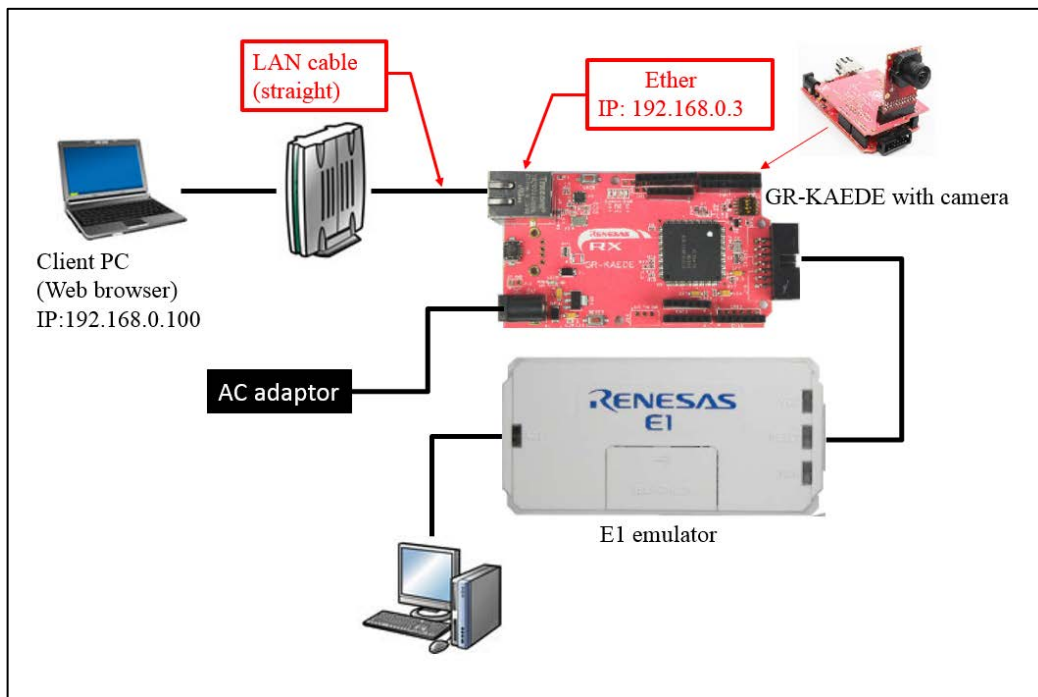 LAN cable
(straight)
Ether
IP: 192.168.0.3
GR-KAEDE with camera
Client PC
(Web browser)
IP:192.168.0.100
RENESAS
RX
GR-KAEDE
AC adaptor
RENESAS
E1
E1 emulator